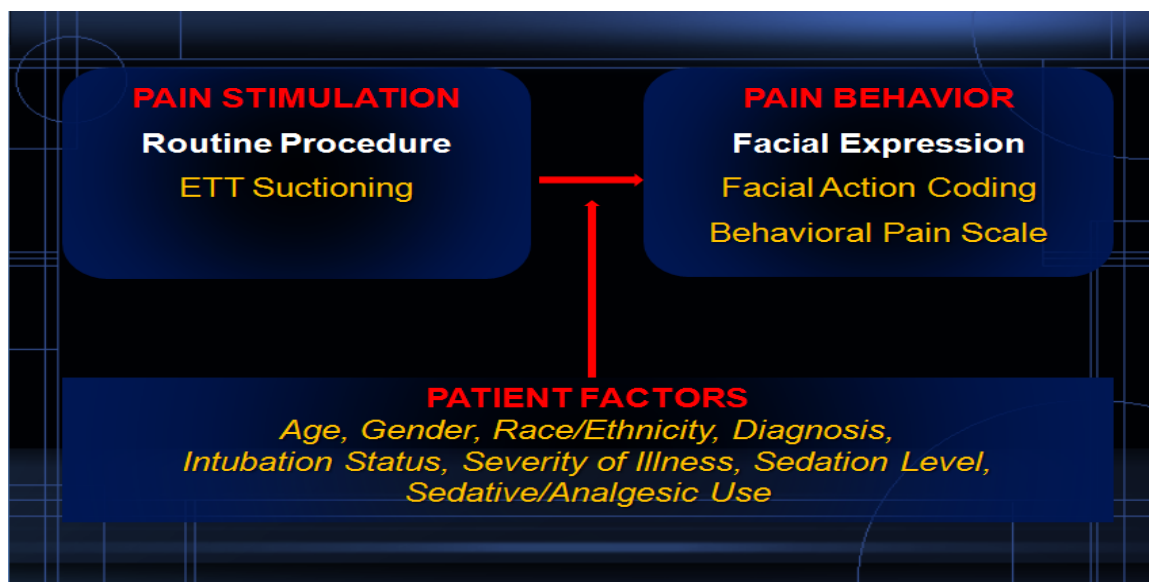 PAIN STIMULATION
Routine Procedure
ETT Suctioning
PAIN BEHAVIOR
Facial Expression
Facial Action Coding
Behavioral Pain Scale
PATIENT FACTORS
Age, Gender, Race/Ethnicity, Diagnosis,
Intubation Status, Severity of Illness, Sedation Level,
Sedative/Analgesic Use